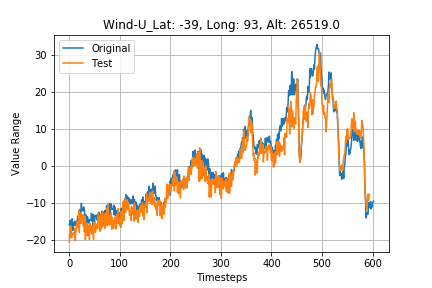 Wind-U_Lat: -39, Long: 93, Alt: 26519.0
Original
Test
Value Range
30
20
10
0
−10
−20
0 100 200 300 400 500 600
Timesteps